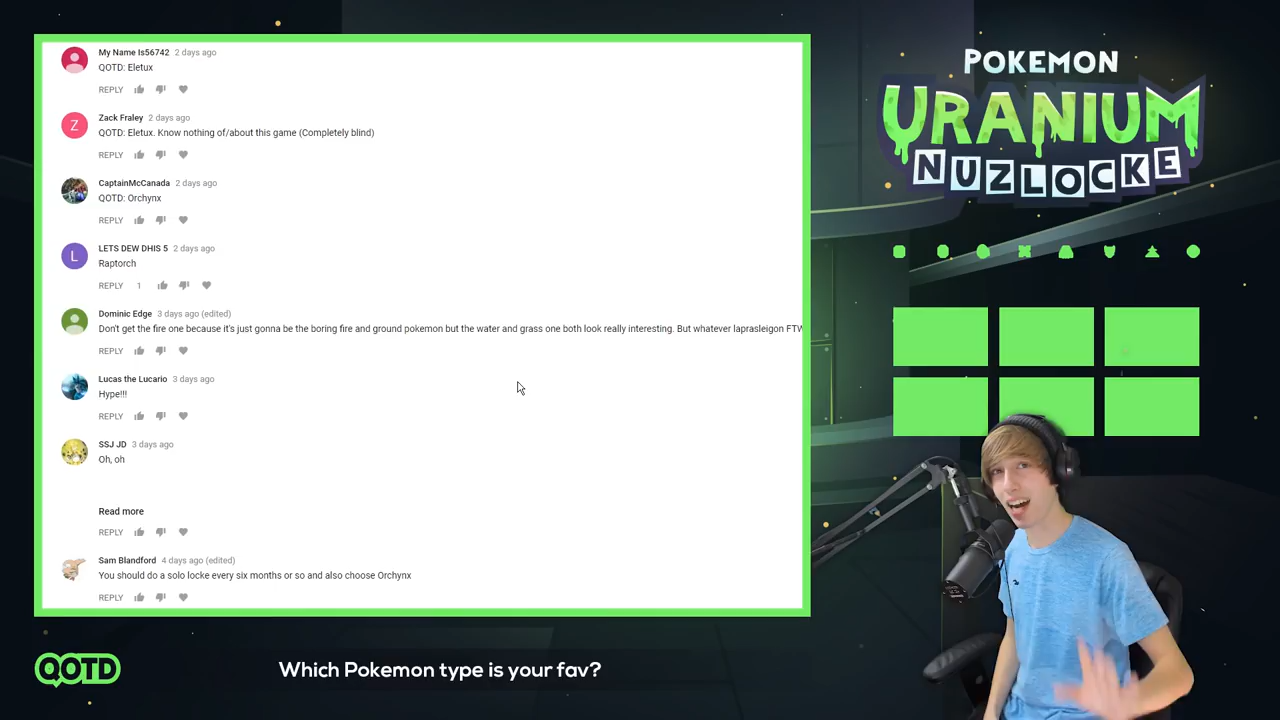 My Name Is56742 2 days ago
QOTD: Eletux
REPLY
Z
Zack Fraley 2 days ago
QOTD: Eletux. Know nothing of/about this game (Completely blind)
REPLY
CaptainMcCanada 2 days ago
QOTD: Orchynx
REPLY
L
LETS DEW DHIS 5 2 days ago
Raptorch
REPLY 1
Dominic Edge 3 days ago (edited)
Don't get the fire one because it's just gonna be the boring fire and ground pokemon but the water and grass one both look really interesting. But whatever laprasleigon FTW
REPLY
Lucas the Lucario 3 days ago
Hype!!!
REPLY
SSJ JD 3 days ago
Oh, oh
Read more
REPLY
Sam Blandford 4 days ago (edited)
You should do a solo locke every six months or so and also choose Orchynx
REPLY
POKEMON
URANIUM
NUZLOCKE
QOTD
Which Pokemon type is your fav?